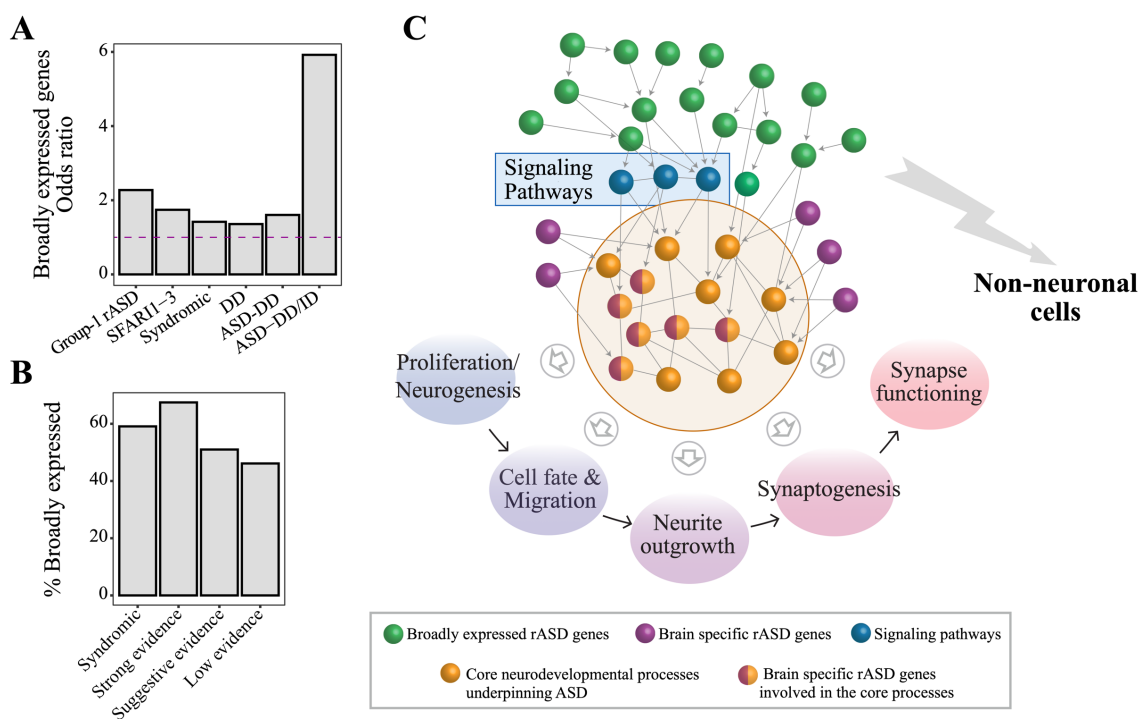 A
Broadly expressed genes
Odds ratio
6
4
2
0
Group-1 rASD
SFARI1-3
Syndromic
DD
ASD-DD
ASD-DD/ID
B
% Broadly expressed
60
40
20
0
Syndromic
Strong evidence
Suggestive evidence
Low evidence
C
Signaling
Pathways
Non-neuronal
cells
Proliferation/
Neurogenesis
Cell fate &
Migration
Neurite
outgrowth
Synaptogenesis
Synapse
functioning
Broadly expressed rASD genes
Brain specific rASD genes
Signaling pathways
Core neurodevelopmental processes
underpinning ASD
Brain specific rASD genes
involved in the core processes